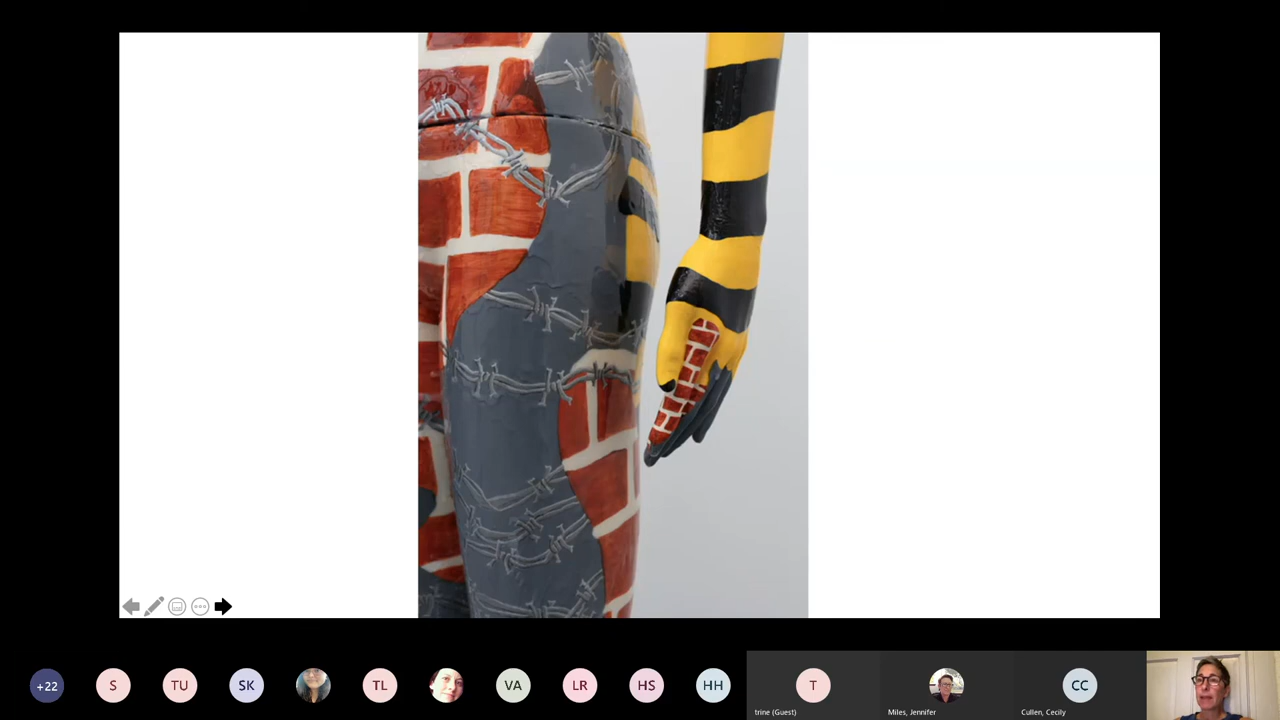 +22
S
TU
SK
TL
VA
LR
HS
HH
T
CC
trine (Guest)
Miles, Jennifer
Cullen, Cecily